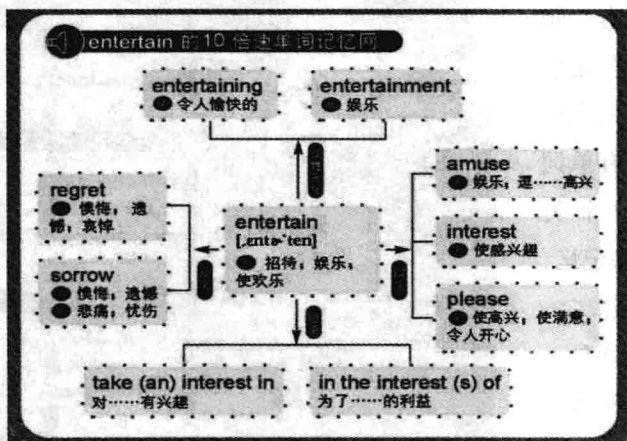 entertain 的10 倍速单词记忆网
entertaining
令人愉快的
entertainment
娱乐
regret
懊悔；遗
憾；哀悼
sorrow
懊悔；遗憾
悲痛；忧伤
entertain
[ˌentɚˈten]
招待；娱乐；
使欢乐
amuse
娱乐；逗……高兴
interest
使感兴趣
please
使高兴；使满意；
令人开心
take (an) interest in
对……有兴趣
in the interest (s) of
为了……的利益